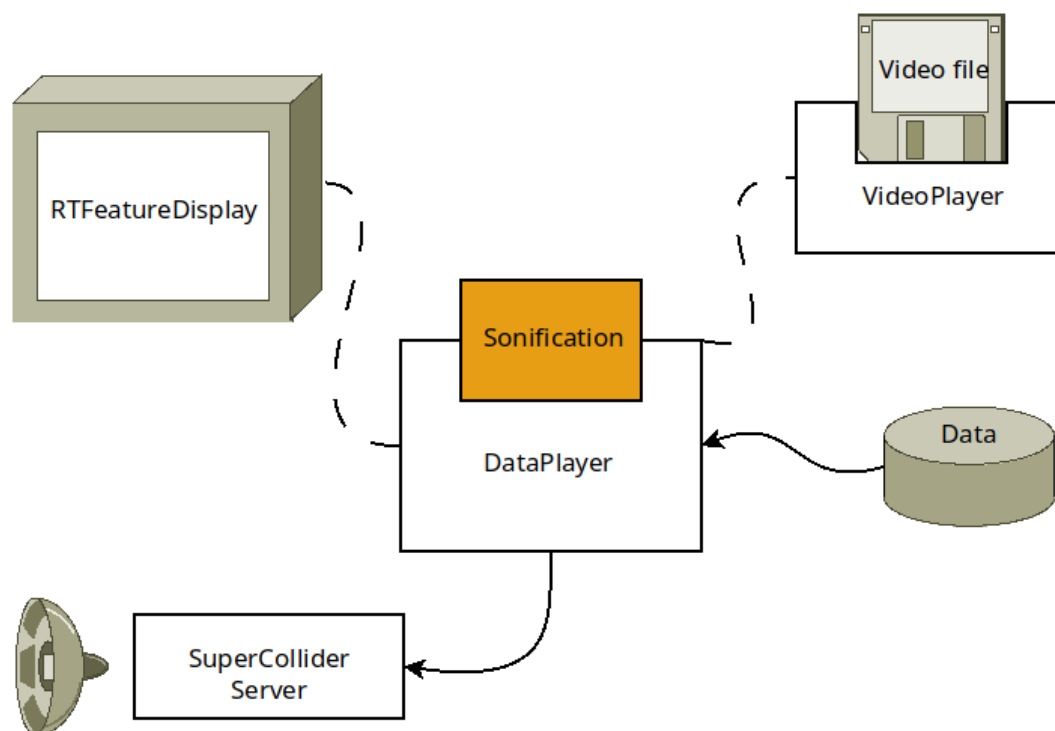 Video file
RTFeatureDisplay
VideoPlayer
Sonification
Data
DataPlayer
SuperCollider
Server